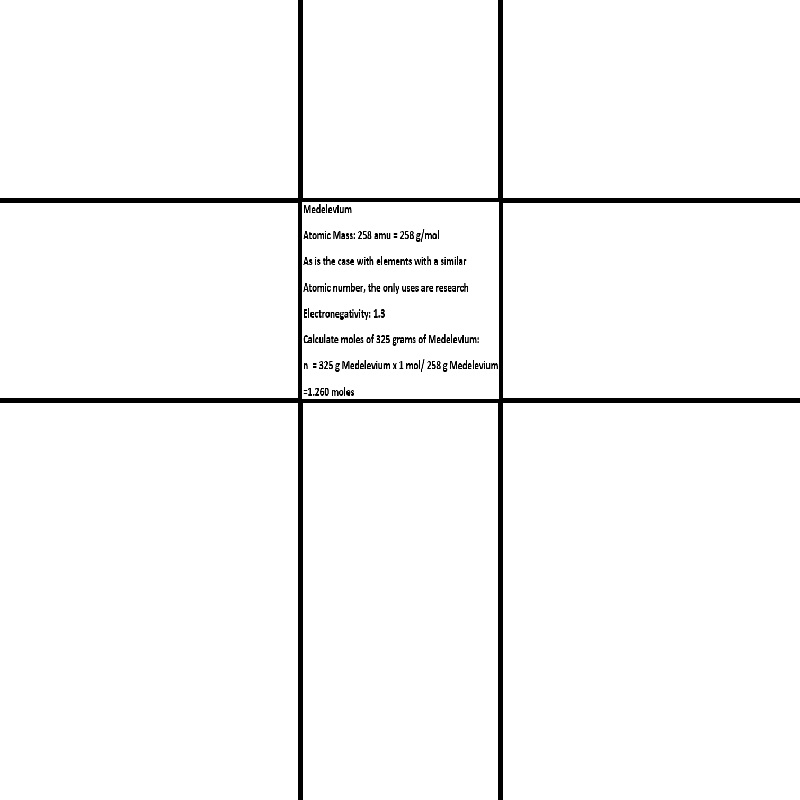 Medelevium
Atomic Mass: 258 amu = 258 g/mol
As is the case with elements with a similar
Atomic number, the only uses are research
Electronegativity: 1.3
Calculate moles of 325 grams of Medelevium:
n = 325 g Medelevium x 1 mol/ 258 g Medelevium
=1.260 moles